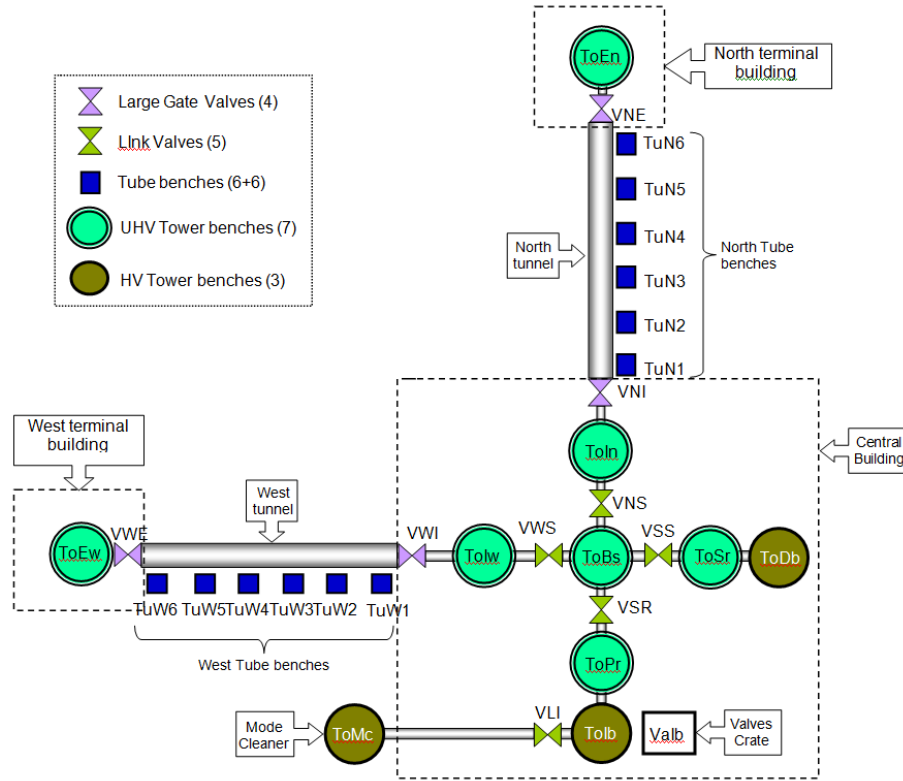 ToEn
North terminal
building
VNE
Large Gate Valves (4)
LInk Valves (5)
Tube benches (6+6)
UHV Tower benches (7)
HV Tower benches (3)
TuN6
TuN5
TuN4
TuN3
TuN2
TuN1
North
tunnel
North Tube
benches
VNI
West terminal
building
Central
Building
ToIn
West
tunnel
VNS
VWE
VWI
VWS
VSS
ToEw
ToIw
ToBs
ToSr
ToDb
TuW6
TuW5
TuW4
TuW3
TuW2
TuW1
VSR
West Tube benches
ToPr
Mode
Cleaner
ToMc
VLI
ToIb
Valb
Valves
Crate